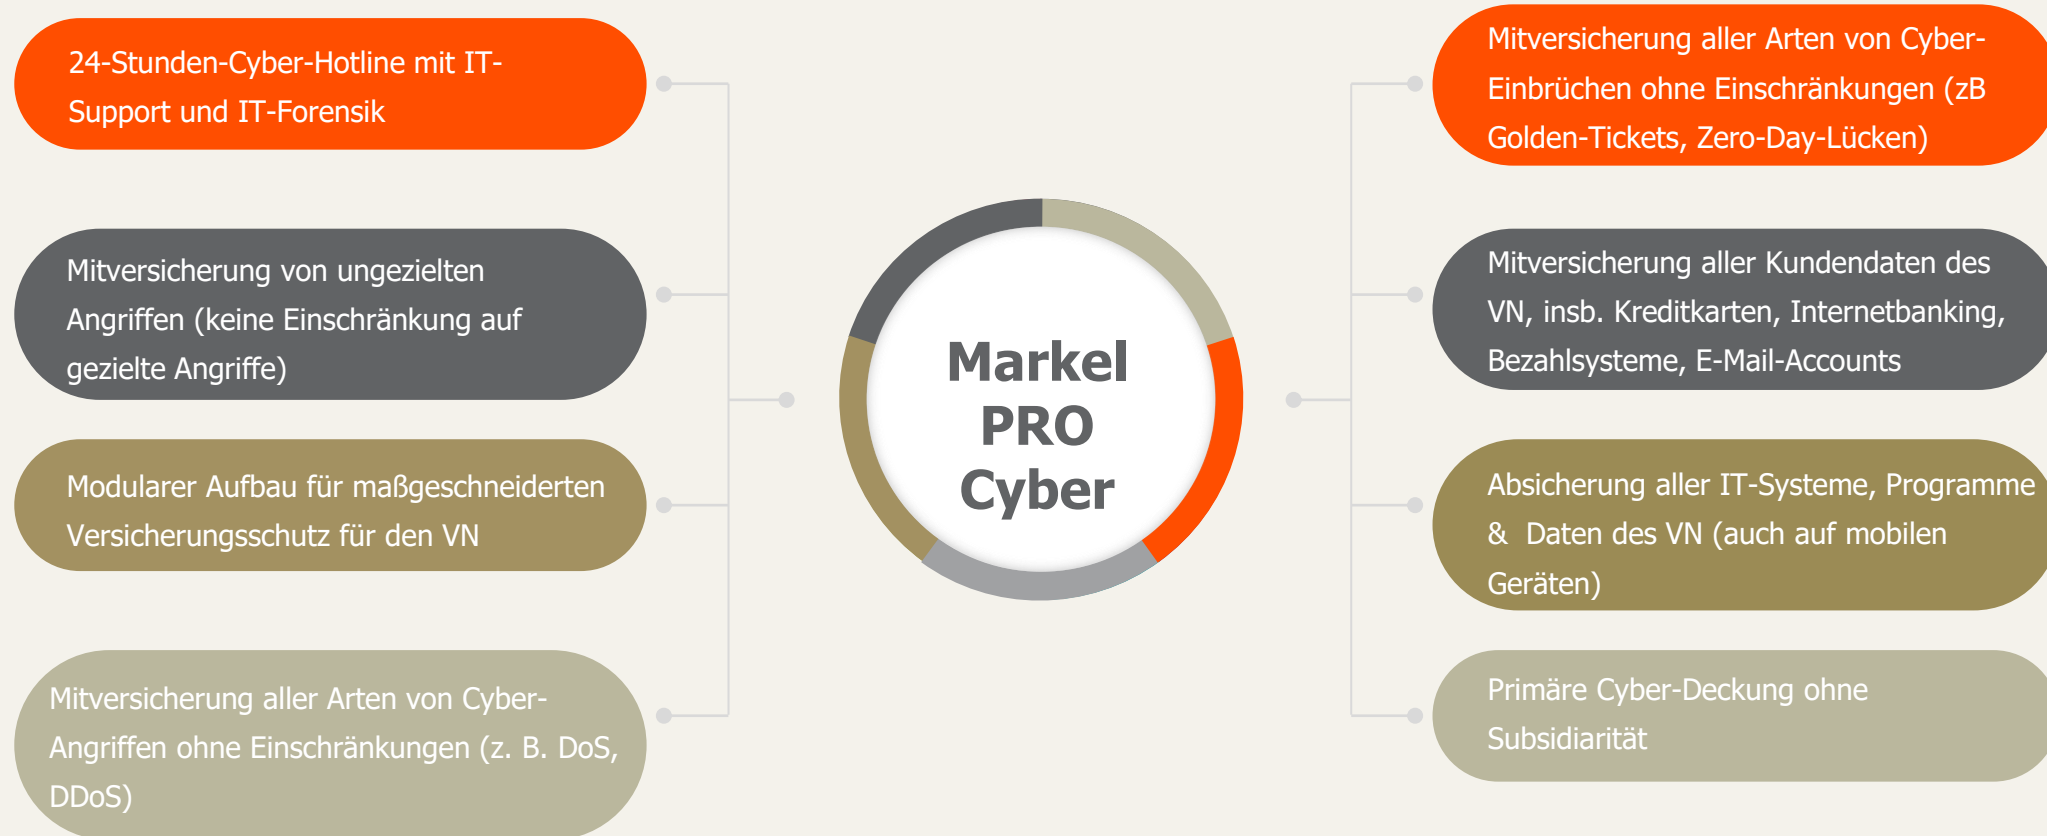 24-Stunden-Cyber-Hotline mit IT-
Support und IT-Forensik
Mitversicherung von ungezielten
Angriffen (keine Einschränkung auf
gezielte Angriffe)
Modularer Aufbau für maßgeschneiderten
Versicherungsschutz für den VN
Mitversicherung aller Arten von Cyber-
Angriffen ohne Einschränkungen (z. B. DoS,
DDoS)
Markel
PRO
Cyber
Mitversicherung aller Arten von Cyber-
Einbrüchen ohne Einschränkungen (zB
Golden-Tickets, Zero-Day-Lücken)
Mitversicherung aller Kundendaten des
VN, insb. Kreditkarten, Internetbanking,
Bezahlsysteme, E-Mail-Accounts
Absicherung aller IT-Systeme, Programme
&  Daten des VN (auch auf mobilen
Geräten)
Primäre Cyber-Deckung ohne
Subsidiarität